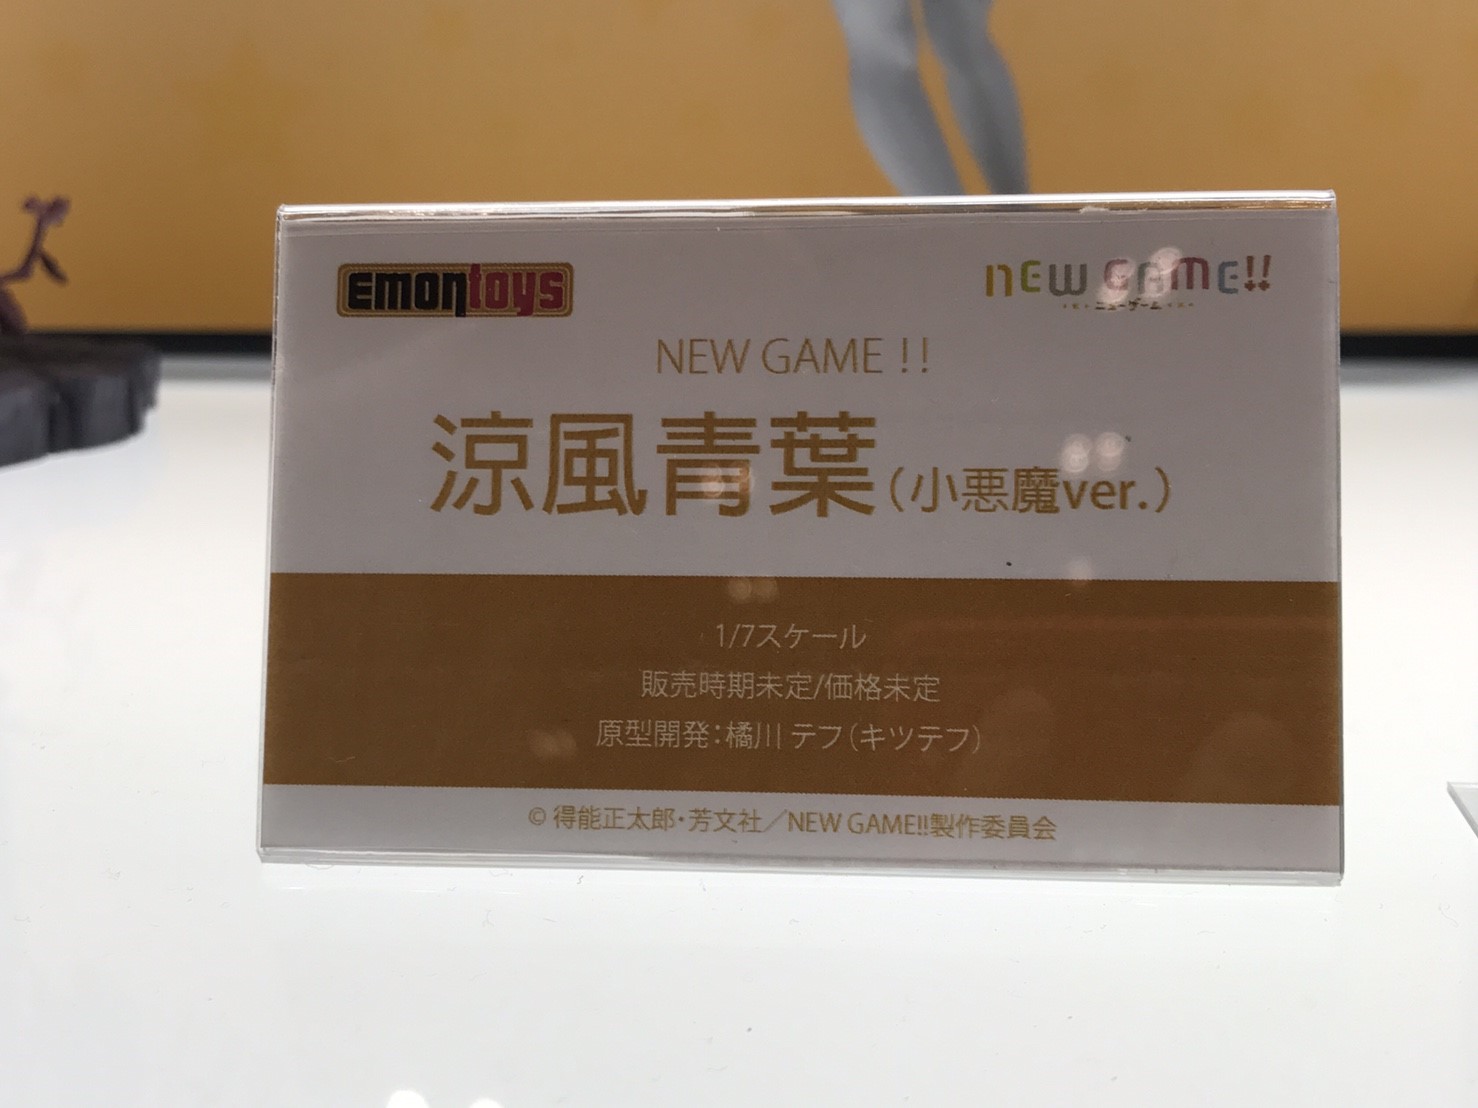 emontoys
NEW GAME!!
ニューゲーム
NEW GAME!!
涼風青葉(小悪魔ver.)
1/7スケール
販売時期未定/価格未定
原型開発:橘川 テフ(キツテフ)
© 得能正太郎・芳文社／NEW GAME!!製作委員会